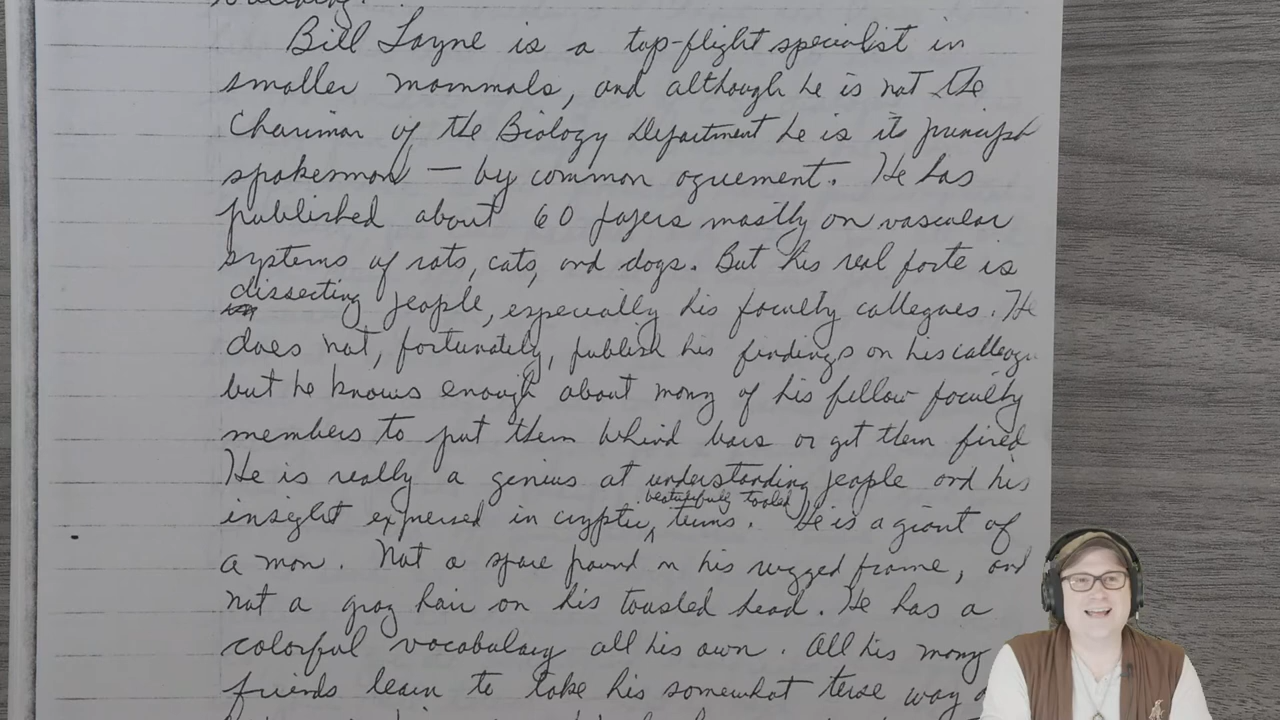 Bill Layne is a top-flight specialist in
smaller mammals, and although he is not the
Chariman of the Biology Department he is its
spokesman — by common agreement. He has
published about 60 papers mostly on vascular
systems of rats, cats, and dogs. But his real forte is
dissecting people, especially his faculty collegues. He
does not, fortunately, publish his findings on his
but he knows enough about many of his fellow faculty
members to put them behind bars or get them fired
He is really a genius at understanding people and his
beautifully tooled
insight expressed in cryptic, terms. He is a giant of
a man. Not a spare pound on his rugged frame, and
not a gray hair on his tousled head. He has a
colorful vocabulary all his own. All his many
friends learn to take his somewhat terse way